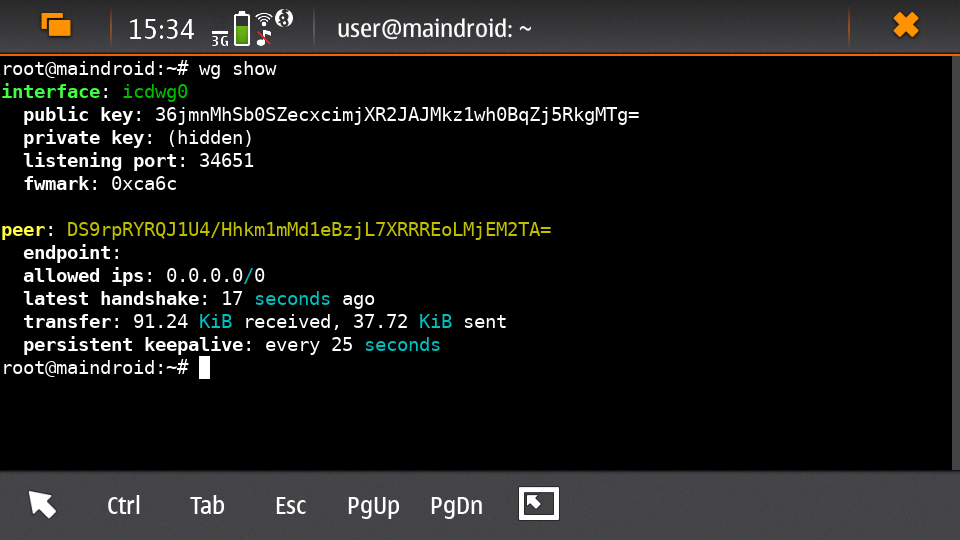 15:34 3G user@maindroid: ~
root@maindroid:~# wg show
interface: icdwg0
  public key: 36jmnMhSb0SZecxcimjXR2JAJMkz1wh0BqZj5RkgMTg=
  private key: (hidden)
  listening port: 34651
  fwmark: 0xca6c

peer: DS9rpRYRQJ1U4/Hhkm1mMd1eBzjL7XRRREoLMjEM2TA=
  endpoint:
  allowed ips: 0.0.0.0/0
  latest handshake: 17 seconds ago
  transfer: 91.24 KiB received, 37.72 KiB sent
  persistent keepalive: every 25 seconds
root@maindroid:~#
Ctrl Tab Esc PgUp PgDn